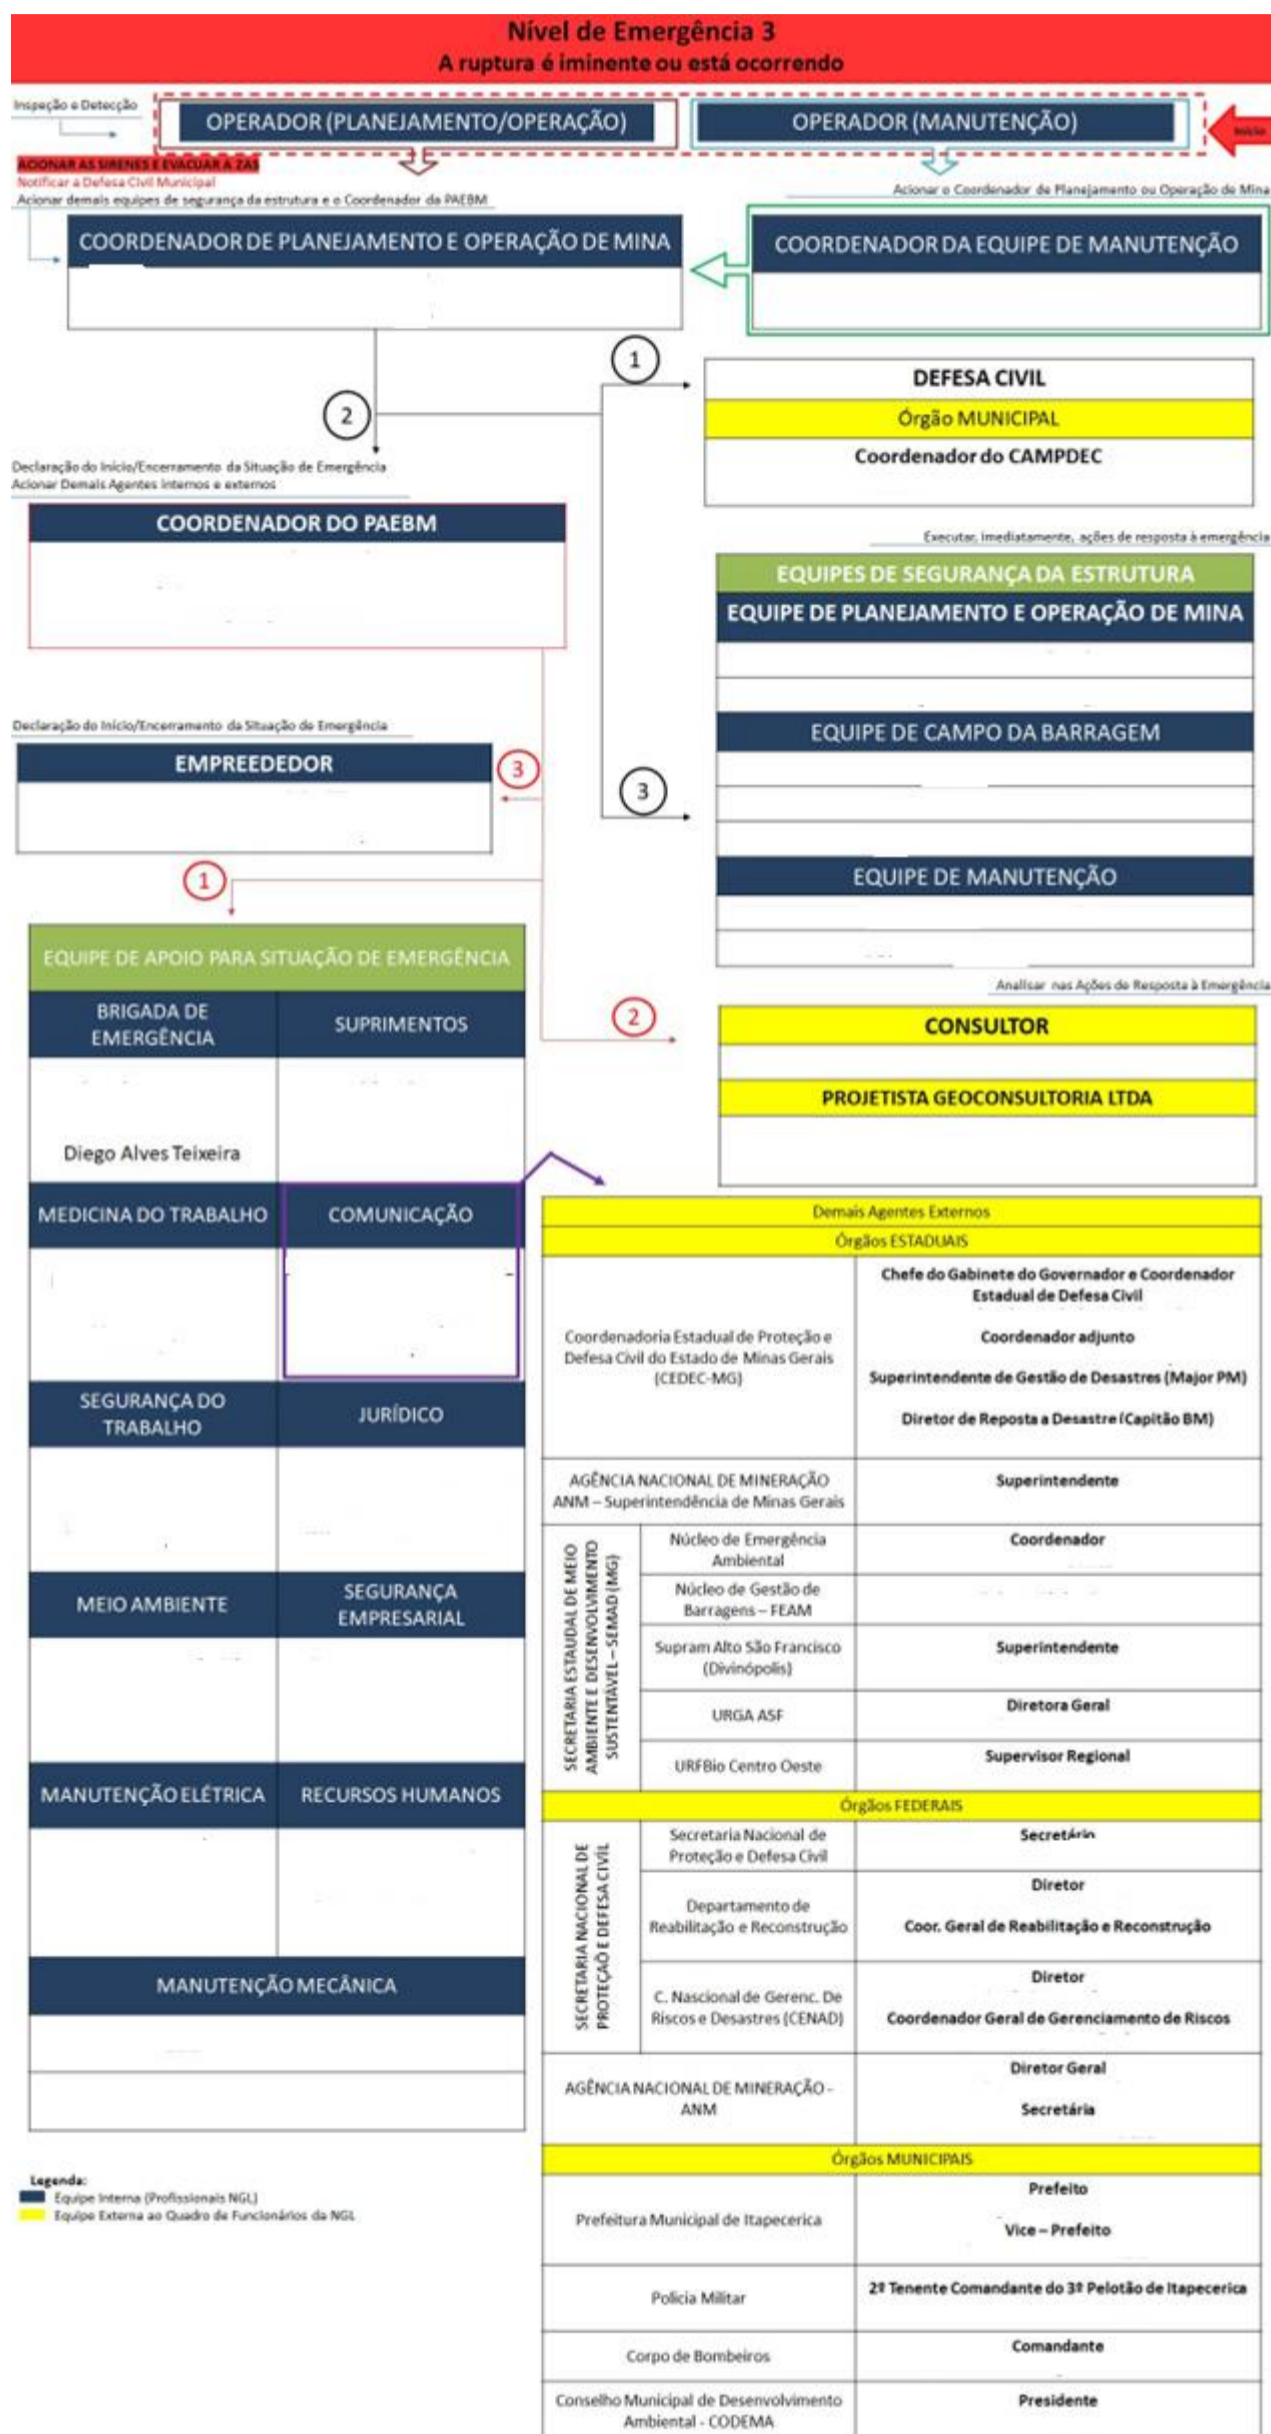 Nível de Emergência 3
A ruptura é iminente ou está ocorrendo
Inspeção e Detecção
OPERADOR (PLANEJAMENTO/OPERAÇÃO)
OPERADOR (MANUTENÇÃO)
Início
ACIONAR AS SIRENES E EVACUAR A ZAS
Notificar a Defesa Civil Municipal
Acionar demais equipes de segurança da estrutura e o Coordenador da PAEBM
Acionar o Coordenador de Planejamento ou Operação de Mina
COORDENADOR DE PLANEJAMENTO E OPERAÇÃO DE MINA
COORDENADOR DA EQUIPE DE MANUTENÇÃO
1
DEFESA CIVIL
Órgão MUNICIPAL
Coordenador do CAMPDEC
2
Declaração do Início/Encerramento da Situação de Emergência
Acionar Demais Agentes internos e externos
COORDENADOR DO PAEBM
Executar, imediatamente, ações de resposta à emergência
EQUIPES DE SEGURANÇA DA ESTRUTURA
EQUIPE DE PLANEJAMENTO E OPERAÇÃO DE MINA
EQUIPE DE CAMPO DA BARRAGEM
EQUIPE DE MANUTENÇÃO
Declaração do Início/Encerramento da Situação de Emergência
EMPREEDEDOR
3
3
1
EQUIPE DE APOIO PARA SITUAÇÃO DE EMERGÊNCIA
BRIGADA DE
EMERGÊNCIA
SUPRIMENTOS
Diego Alves Teixeira
MEDICINA DO TRABALHO
COMUNICAÇÃO
SEGURANÇA DO
TRABALHO
JURÍDICO
MEIO AMBIENTE
SEGURANÇA
EMPRESARIAL
MANUTENÇÃO ELÉTRICA
RECURSOS HUMANOS
MANUTENÇÃO MECÂNICA
Analisar nas Ações de Resposta à Emergência
2
CONSULTOR
PROJETISTA GEOCONSULTORIA LTDA
Demais Agentes Externos
Órgãos ESTADUAIS
Coordenadoria Estadual de Proteção e
Defesa Civil do Estado de Minas Gerais
(CEDEC-MG)
Chefe do Gabinete do Governador e Coordenador
Estadual de Defesa Civil
Coordenador adjunto
Superintendente de Gestão de Desastres (Major PM)
Diretor de Reposta a Desastre (Capitão BM)
AGÊNCIA NACIONAL DE MINERAÇÃO
ANM – Superintendência de Minas Gerais
Superintendente
SECRETARIA ESTAUDAL DE MEIO
AMBIENTE E DESENVOLVIMENTO
SUSTENTÁVEL – SEMAD (MG)
Núcleo de Emergência
Ambiental
Coordenador
Núcleo de Gestão de
Barragens – FEAM
Supram Alto São Francisco
(Divinópolis)
Superintendente
URGA ASF
Diretora Geral
URFBio Centro Oeste
Supervisor Regional
Órgãos FEDERAIS
SECRETARIA NACIONAL DE
PROTEÇÃO E DEFESA CIVIL
Secretaria Nacional de
Proteção e Defesa Civil
Secretário
Departamento de
Reabilitação e Reconstrução
Diretor
Coor. Geral de Reabilitação e Reconstrução
C. Nascional de Gerenc. De
Riscos e Desastres (CENAD)
Diretor
Coordenador Geral de Gerenciamento de Riscos
AGÊNCIA NACIONAL DE MINERAÇÃO -
ANM
Diretor Geral
Secretária
Órgãos MUNICIPAIS
Prefeitura Municipal de Itapecerica
Prefeito
Vice – Prefeito
Policia Militar
2º Tenente Comandante do 3º Pelotão de Itapecerica
Corpo de Bombeiros
Comandante
Conselho Municipal de Desenvolvimento
Ambiental - CODEMA
Presidente
Legenda:
Equipe Interna (Profissionais NGL)
Equipe Externa ao Quadro de Funcionários da NGL